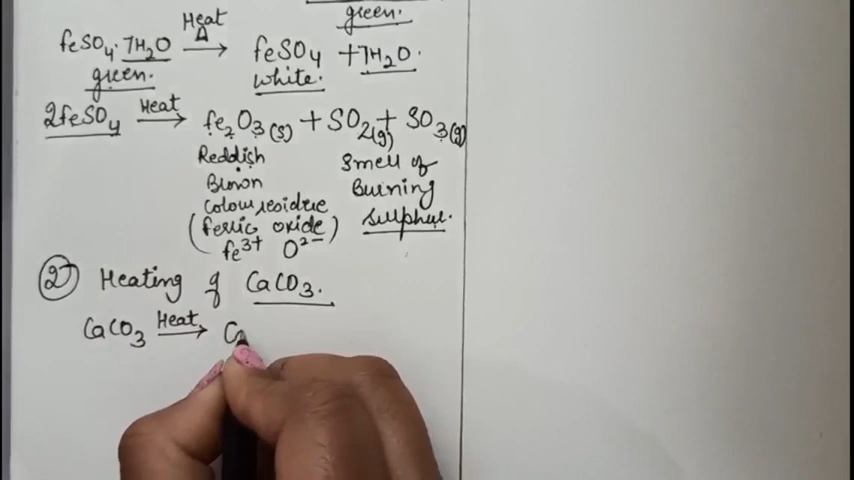 green.
FeSO4.7H2O Heat Δ → FeSO4 + 7H2O.
green. white.
2FeSO4 Heat → Fe2O3(s) + SO2(g) + SO3(g)
Reddish Smell of
Brown Burning
Colour residue Sulphur.
(ferric oxide)
Fe3+ O2-
2 Heating of CaCO3.
CaCO3 Heat → Ca